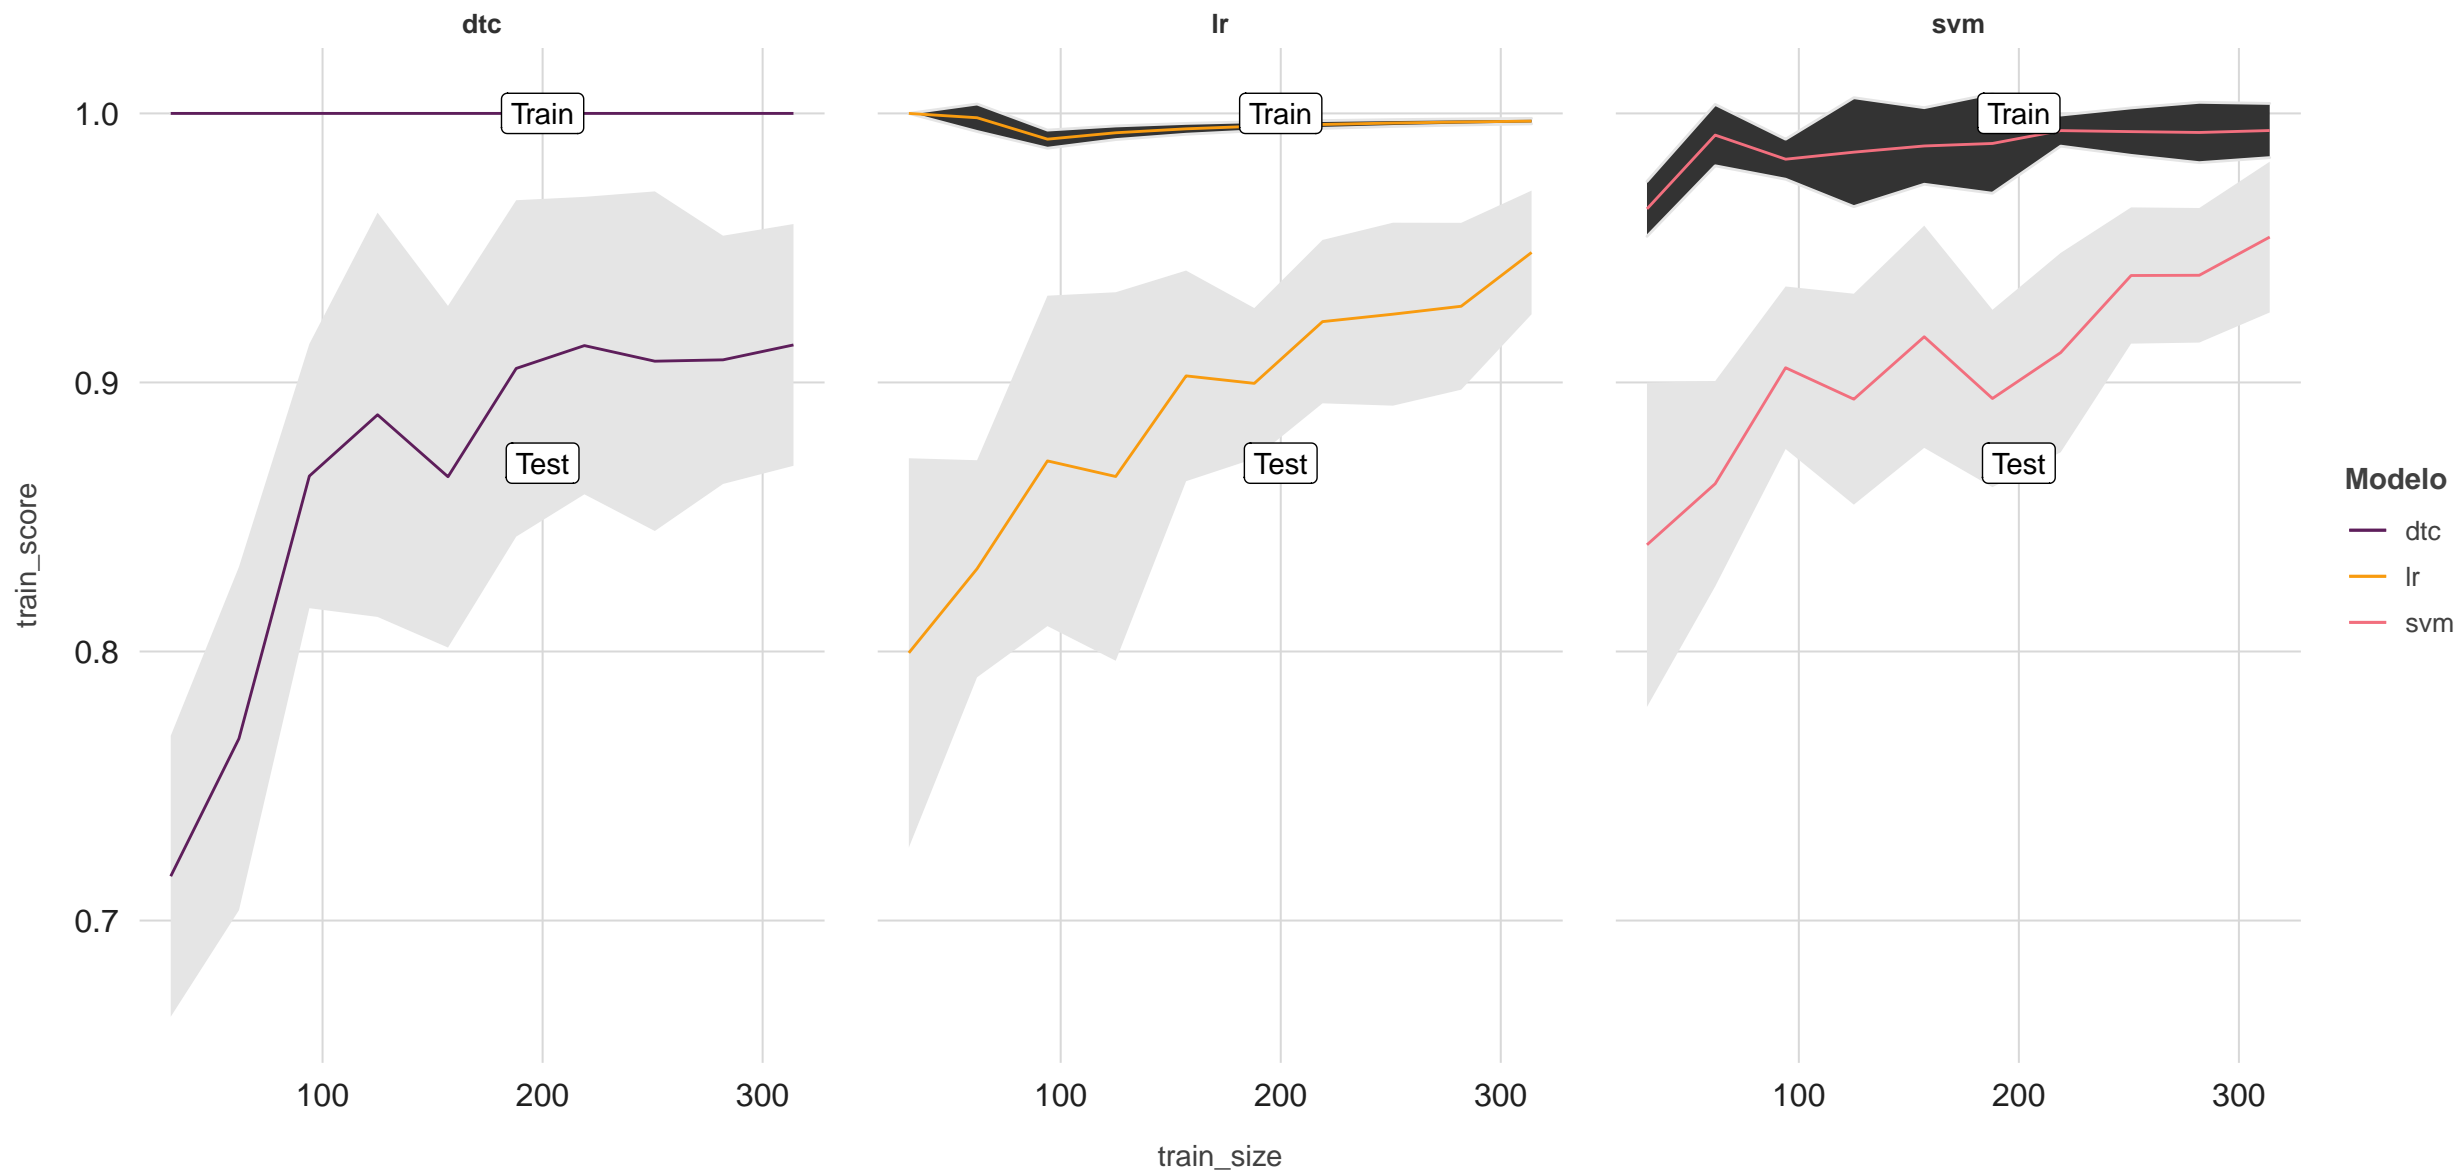 dtc lr svm
1.0
0.9
0.8
0.7
Train Train Train
Test Test Test
train_score
100 200 300 100 200 300 100 200 300
train_size
Modelo
dtc
lr
svm